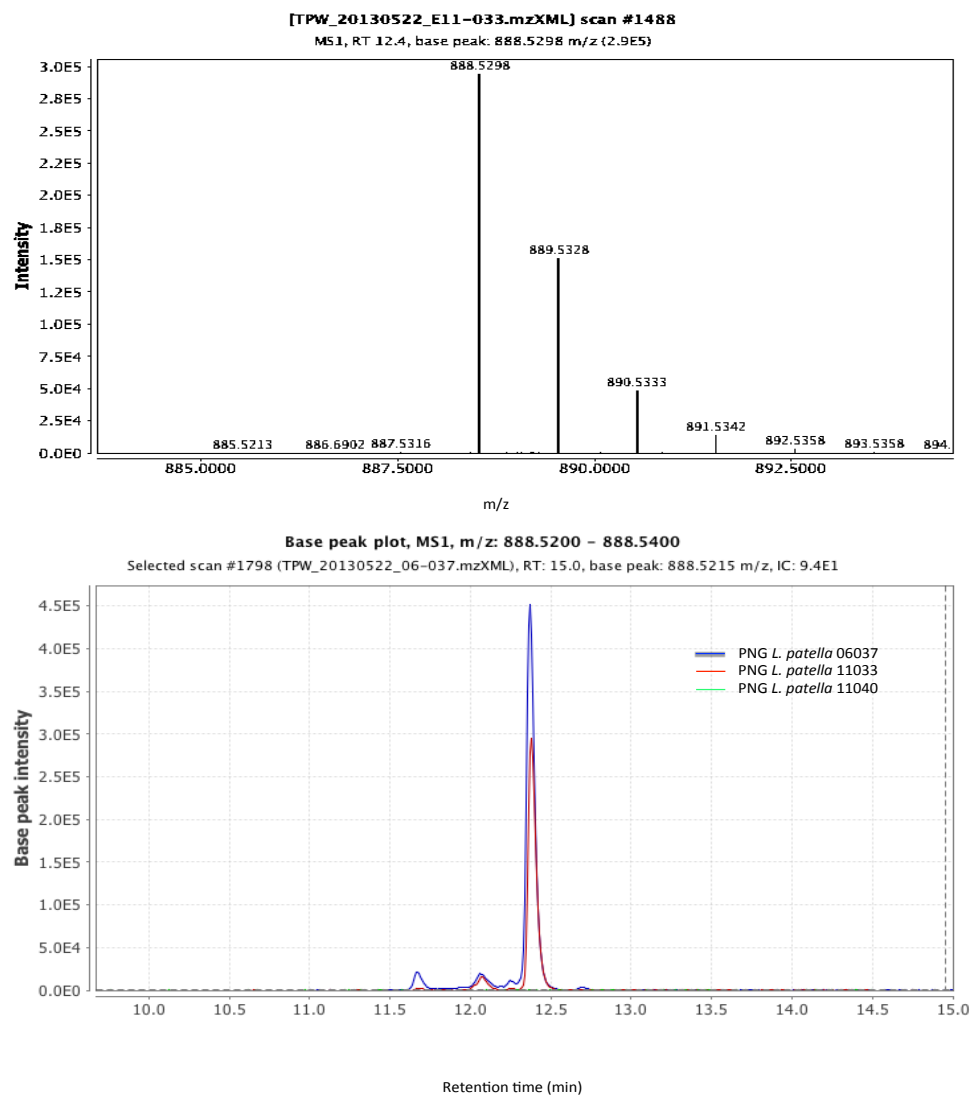 [TPW_20130522_E11-033.mzXML] scan #1488
MS1, RT 12.4, base peak: 888.5298 m/z (2.9E5)
3.0E5
2.8E5
2.5E5
2.2E5
2.0E5
1.8E5
1.5E5
1.2E5
1.0E5
7.5E4
5.0E4
2.5E4
0.0E0
Intensity
888.5298
889.5328
890.5333
891.5342
885.5213 886.6902 887.5316 892.5358 893.5358 894.
885.0000 887.5000 890.0000 892.5000
m/z
Base peak plot, MS1, m/z: 888.5200 – 888.5400
Selected scan #1798 (TPW_20130522_06-037.mzXML), RT: 15.0, base peak: 888.5215 m/z, IC: 9.4E1
4.5E5
4.0E5
3.5E5
3.0E5
2.5E5
2.0E5
1.5E5
1.0E5
5.0E4
0.0E0
Base peak intensity
PNG L. patella 06037
PNG L. patella 11033
PNG L. patella 11040
10.0 10.5 11.0 11.5 12.0 12.5 13.0 13.5 14.0 14.5 15.0
Retention time (min)